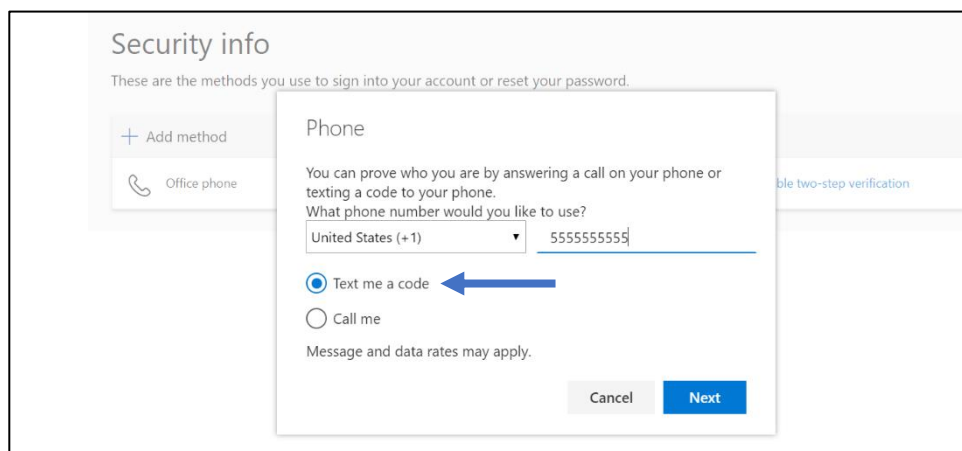 Security info
These are the methods you use to sign into your account or reset your password.
+ Add method
Office phone
two-step verification
Phone
You can prove who you are by answering a call on your phone or
texting a code to your phone.
What phone number would you like to use?
United States (+1) 5555555555
Text me a code
Call me
Message and data rates may apply.
Cancel Next